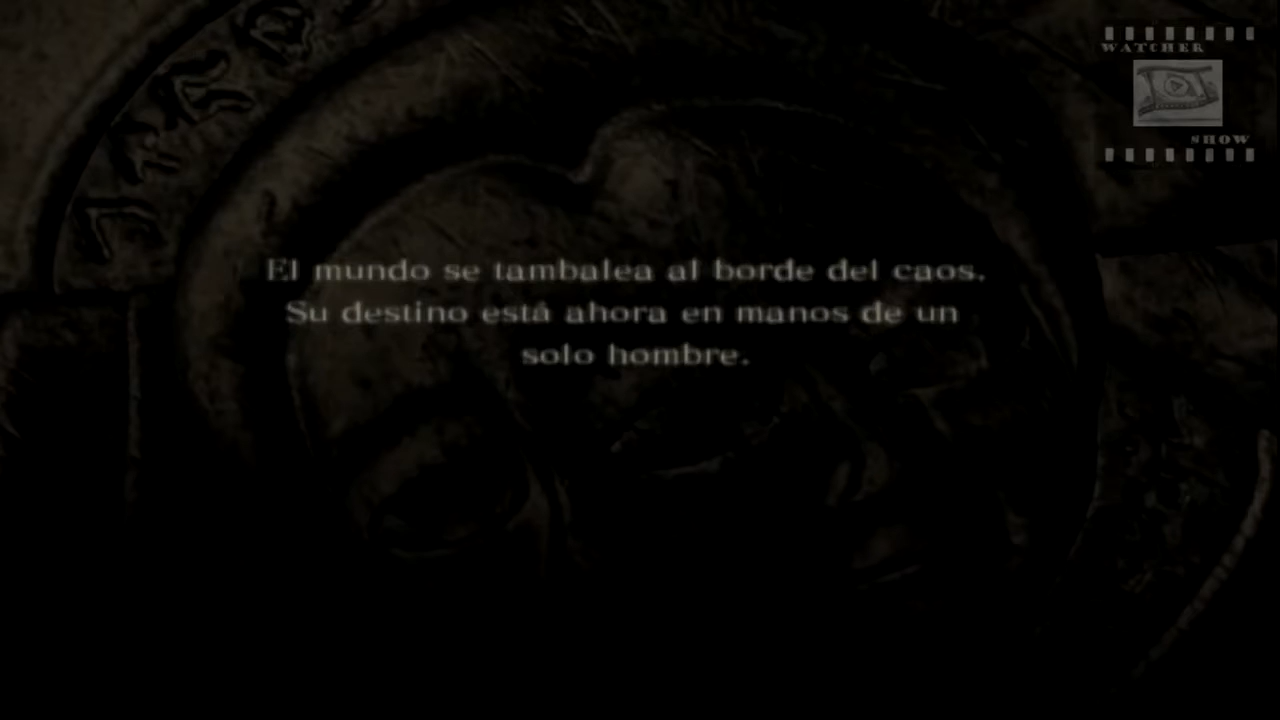 WATCHER
SHOW
El mundo se tambalea al borde del caos.
Su destino está ahora en manos de un
solo hombre.